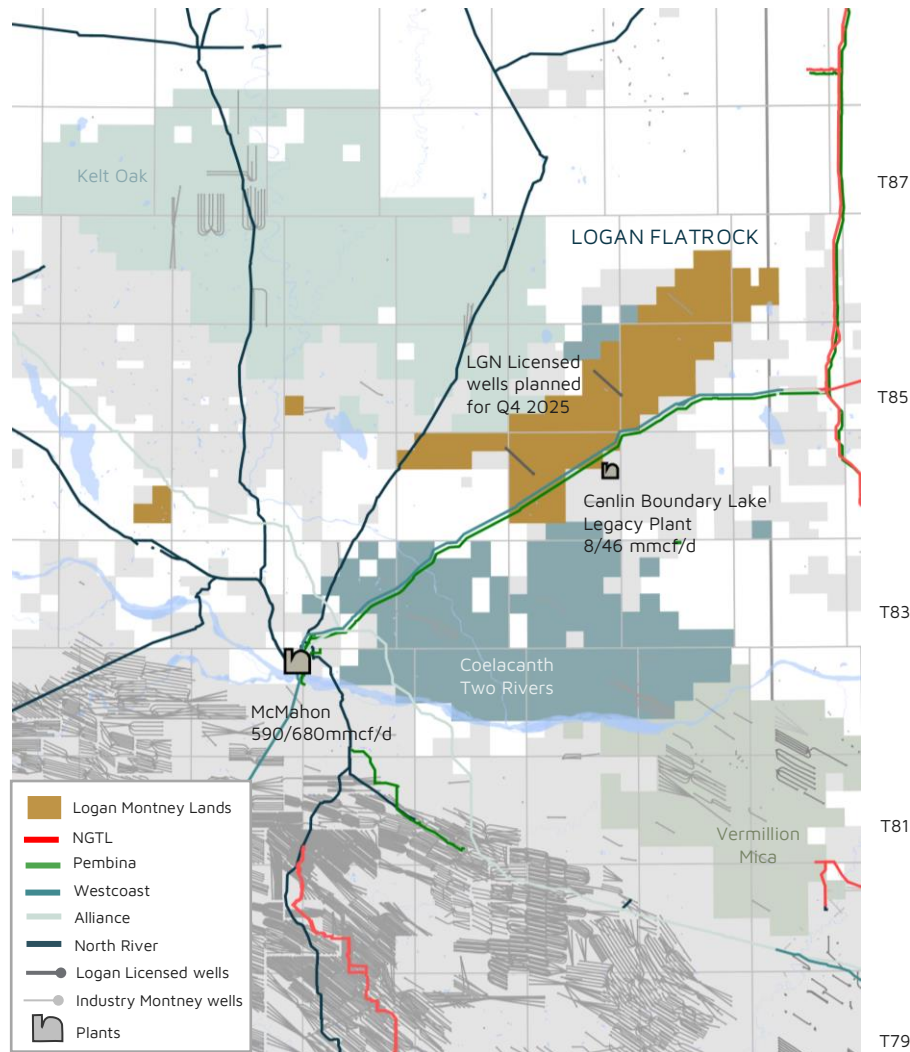 Kelt Oak
T87
LOGAN FLATROCK
LGN Licensed
wells planned
for Q4 2025
T85
Canlin Boundary Lake
Legacy Plant
8/46 mmcf/d
T83
Coelacanth
Two Rivers
McMahon
590/680mmcf/d
T81
Vermillion
Mica
Logan Montney Lands
NGTL
Pembina
Westcoast
Alliance
North River
Logan Licensed wells
Industry Montney wells
Plants
T79